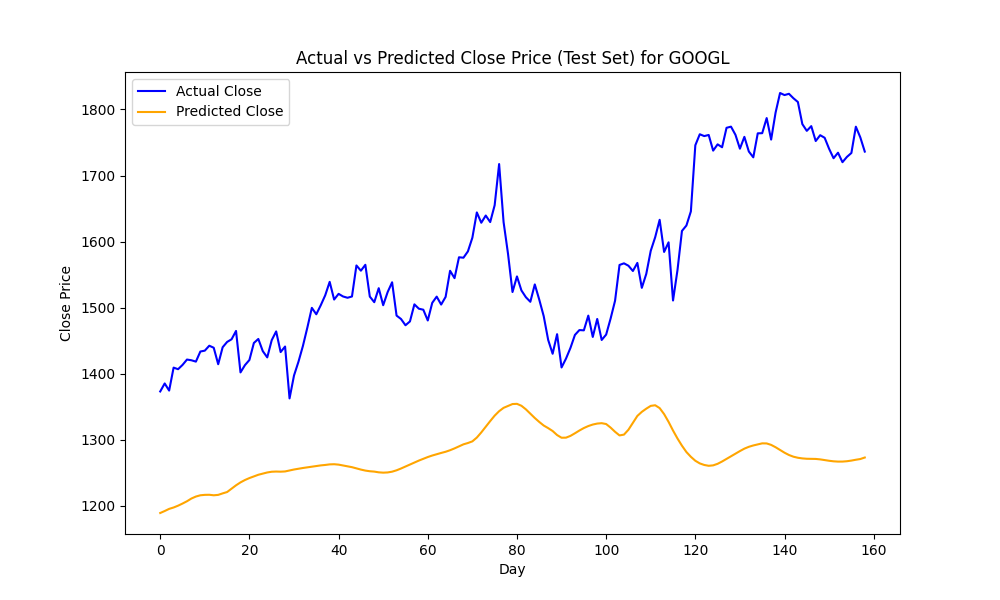 Actual vs Predicted Close Price (Test Set) for GOOGL
Actual Close
Predicted Close
1800
1700
1600
1500
1400
1300
1200
Close Price
0 20 40 60 80 100 120 140 160
Day